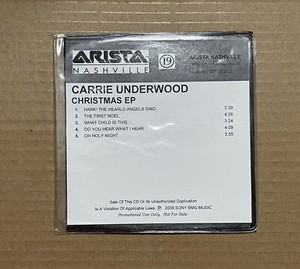 ARISTA
NASHVILLE
19
ARISTA NASHVILLE
CARRIE UNDERWOOD
CHRISTMAS EP
1. HARK! THE HEARLD ANGELS SING 3:39
2. THE FIRST NOEL 4:26
3. WHAT CHILD IS THIS 3:24
4. DO YOU HEAR WHAT I HEAR 4:09
5. OH HOLY NIGHT 3:55
Sale Of This CD Or Its Unauthorized Duplication
Is A Violation Of Applicable Laws. ℗ 2008 SONY BMG MUSIC
Promotional Use Only. Not For Sale